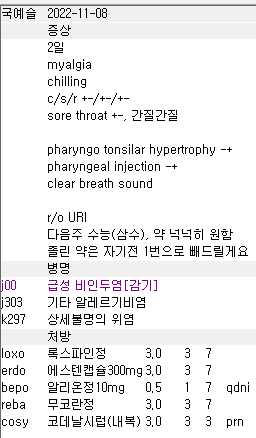 국예슬 2022-11-08
증상
2일
myalgia
chilling
c/s/r +-/+-/+-
sore throat +-, 간질간질
pharyngo tonsilar hypertrophy -+
pharyngeal injection -+
clear breath sound
r/o URI
다음주 수능(삼수), 약 넉넉히 원함
졸린 약은 자기전 1번으로 빼드릴게요
병명
j00 급성 비인두염[감기]
j303 기타 알레르기비염
k297 상세불명의 위염
처방
loxo 록스파인정 3.0 3 7
erdo 에스텐캡슐300mg 3.0 3 7
bepo 알리온정10mg 0.5 1 7 qdni
reba 무코란정 3.0 3 7
cosy 코데날시럽(내복) 3.0 3 3 prn